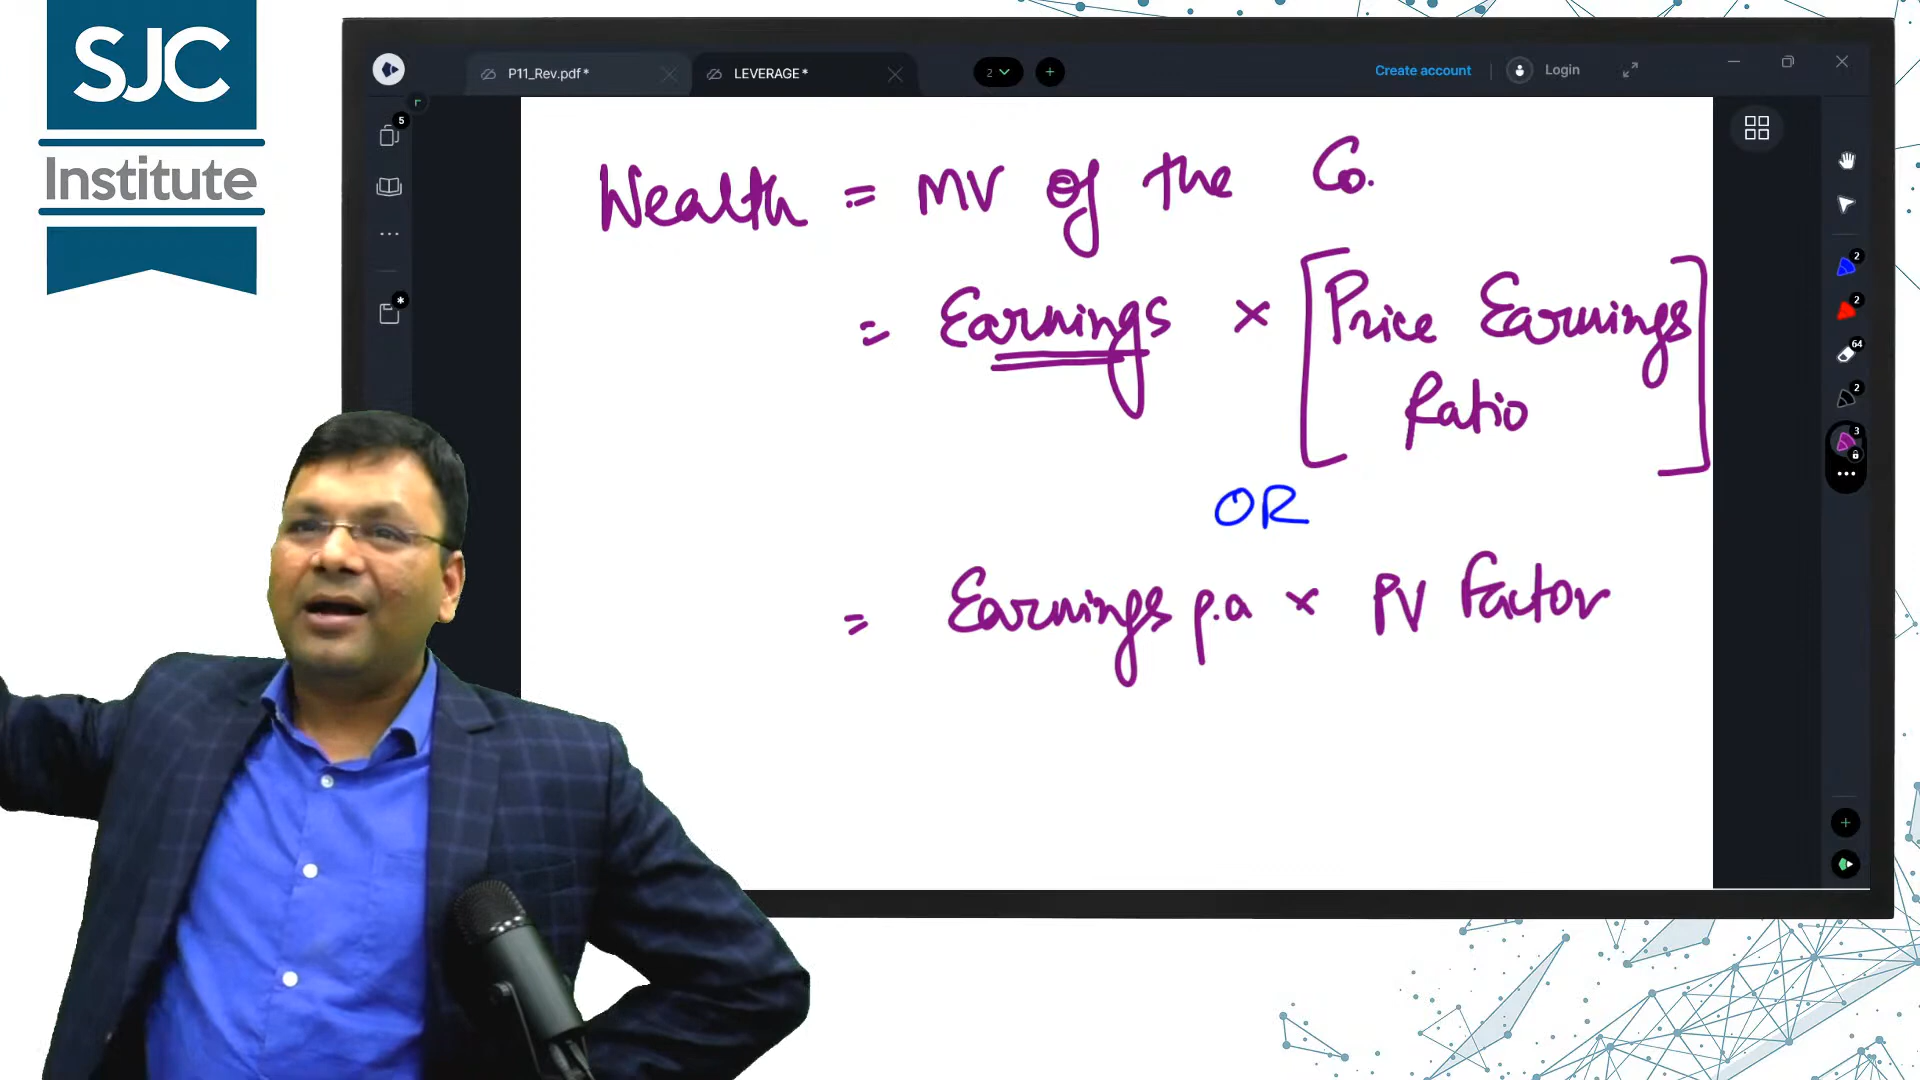 SJC
Institute
P11_Rev.pdf*
LEVERAGE*
2
Create account
Login
5
*
2
2
64
2
3
Wealth = MV of the Co.
= Earnings × [Price Earnings
Ratio]
OR
= Earnings p.a × PV Factor